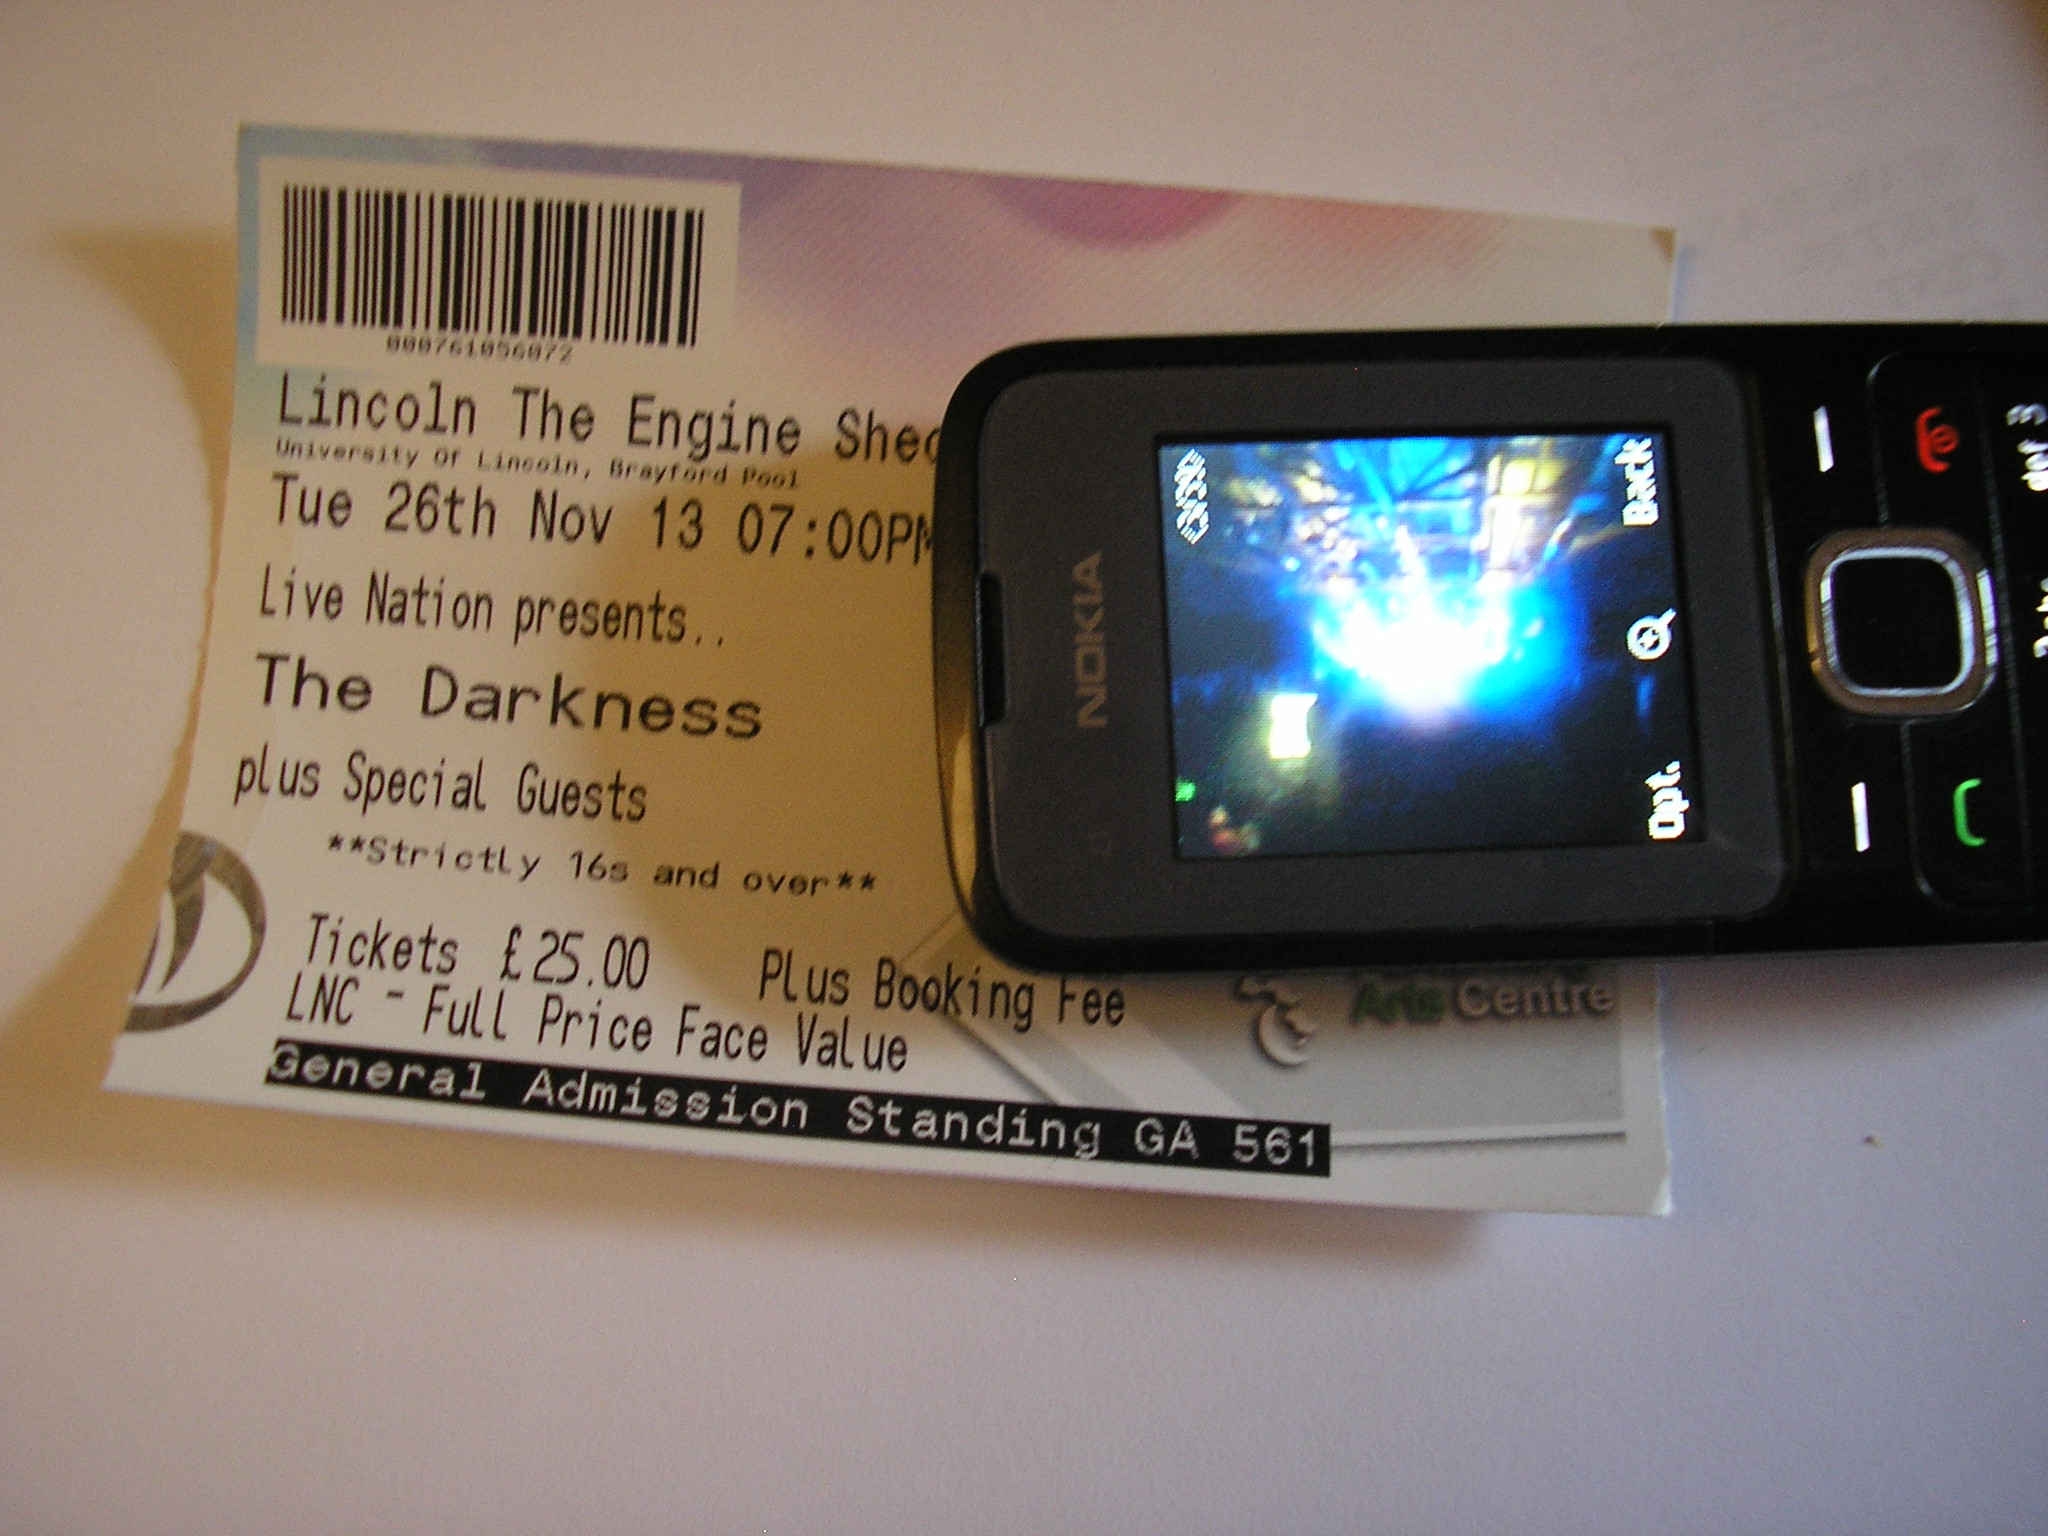 000761056072
Lincoln The Engine Shed
University Of Lincoln, Brayford Pool
Tue 26th Nov 13 07:00PM
Live Nation presents..
The Darkness
plus Special Guests
**Strictly 16s and over**
Tickets £25.00 Plus Booking Fee
LNC - Full Price Face Value
General Admission Standing GA 561
Arts Centre
NOKIA
Back
Opt.
3 def